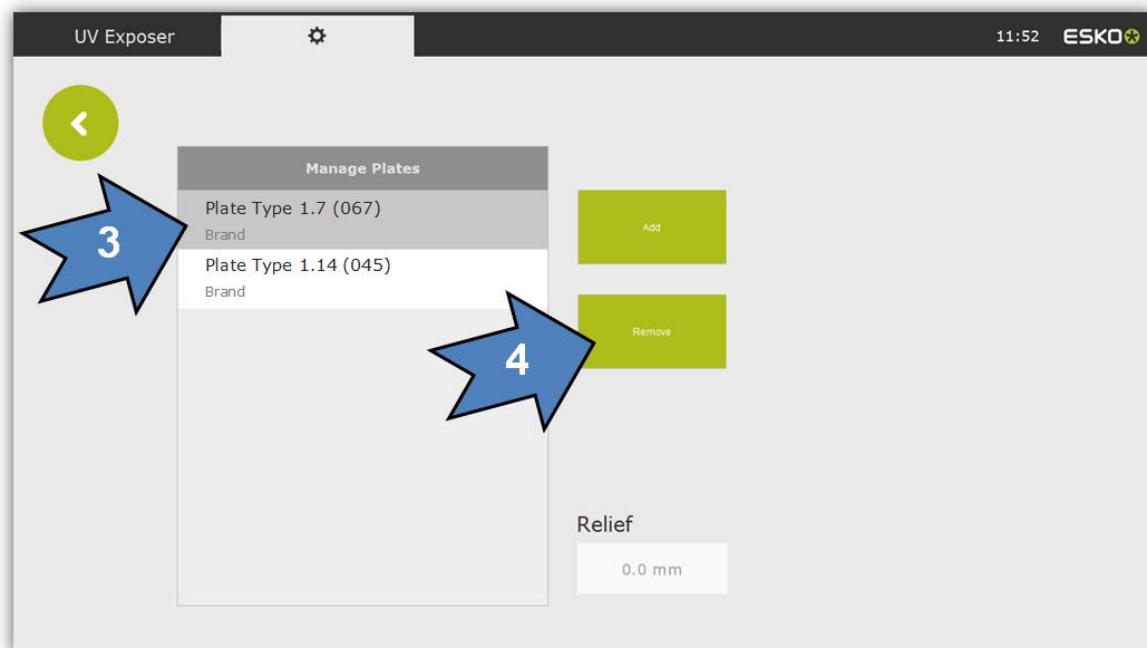 UV Exposer
11:52 ESKO
Manage Plates
Plate Type 1.7 (067)
Brand
3
Plate Type 1.14 (045)
Brand
Add
Remove
4
Relief
0.0 mm